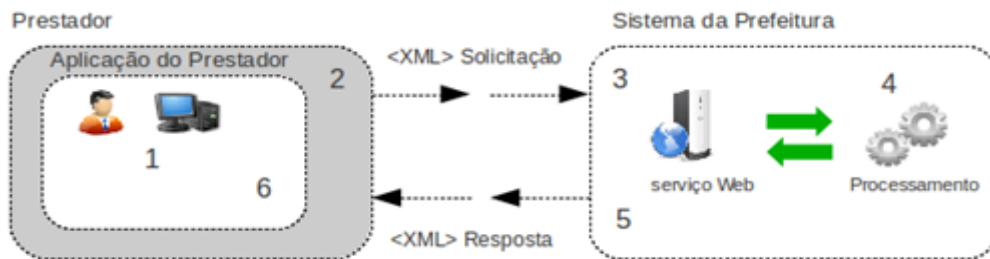 Prestador
Sistema da Prefeitura
Aplicação do Prestador
2
<XML> Solicitação
3
4
1
6
serviço Web
Processamento
5
<XML> Resposta